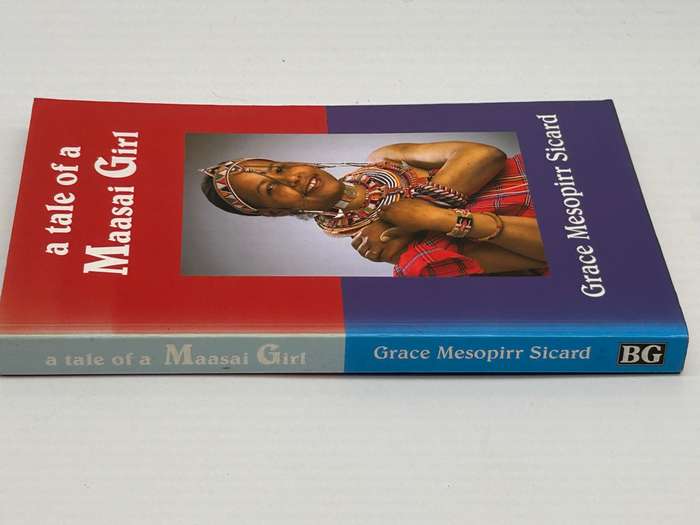 a tale of a
Maasai Girl
Grace Mesopirr Sicard
a tale of a Maasai Girl
Grace Mesopirr Sicard
BG